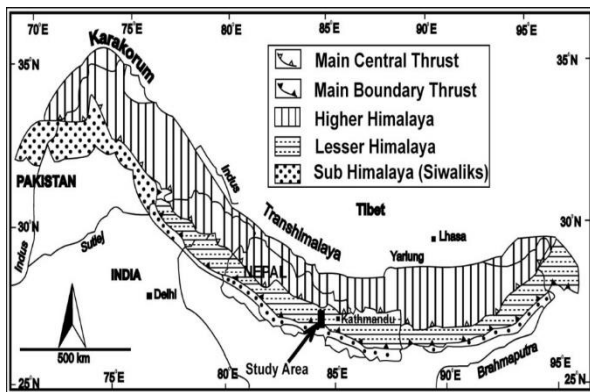 70°E
75°E
80°E
85°E
90°E
95°E
Karakorum
35°N
35°N
Main Central Thrust
Main Boundary Thrust
Higher Himalaya
Lesser Himalaya
Sub Himalaya (Siwaliks)
PAKISTAN
Indus
Tibet
Transhimalaya
Lhasa
30°N
30°N
Yarlung
Indus
Sutlej
INDIA
NEPAL
Delhi
Kathmandu
500 km
Study Area
Brahmaputra
25°N
75°E
80°E
85°E
90°E
95°E
25